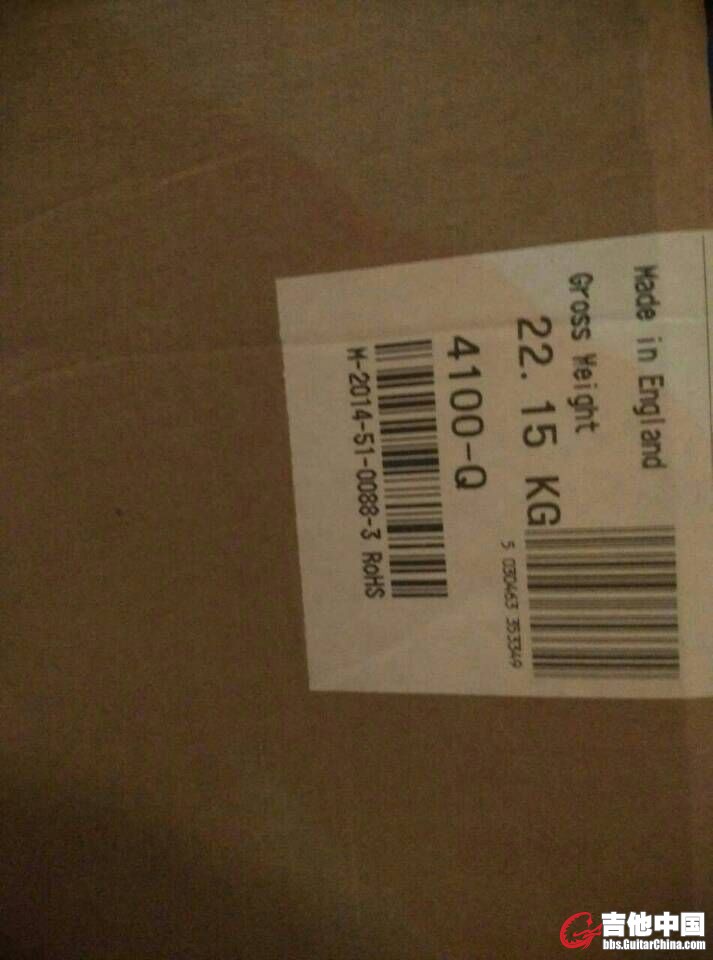 Made in England
Gross Weight
22.15 KG
5 030463 353349
4100-Q
M-2014-51-0088-3 RoHS
吉他中国
bbs.GuitarChina.com